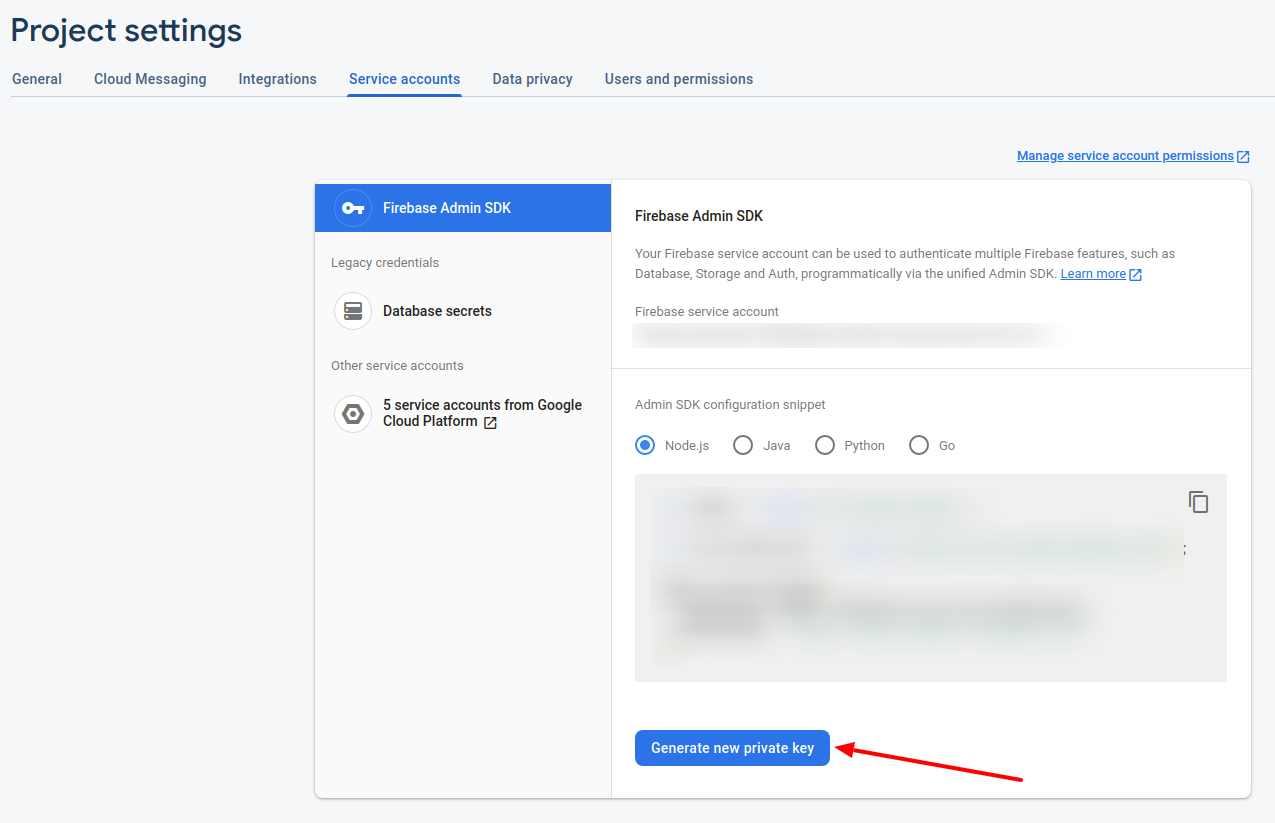 Project settings
General Cloud Messaging Integrations Service accounts Data privacy Users and permissions
Manage service account permissions
Firebase Admin SDK
Legacy credentials
Database secrets
Other service accounts
5 service accounts from Google
Cloud Platform
Firebase Admin SDK
Your Firebase service account can be used to authenticate multiple Firebase features, such as
Database, Storage and Auth, programmatically via the unified Admin SDK. Learn more
Firebase service account
Admin SDK configuration snippet
Node.js Java Python Go
;
Generate new private key